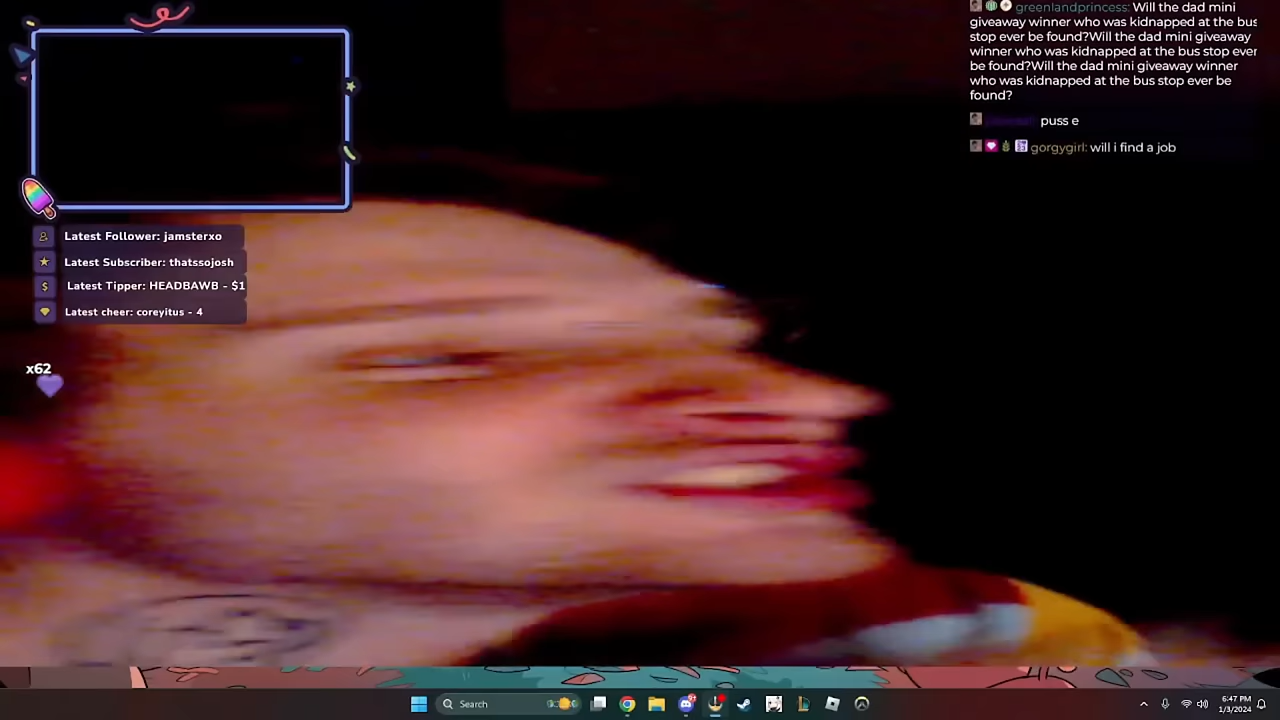 greenlandprincess: Will the dad mini
giveaway winner who was kidnapped at the bus
stop ever be found?Will the dad mini giveaway
winner who was kidnapped at the bus stop ever
be found?Will the dad mini giveaway winner
who was kidnapped at the bus stop ever be
found?
puss e
gorgygirl: will i find a job
Latest Follower: jamsterxo
Latest Subscriber: thatssojosh
Latest Tipper: HEADBAWB - $1
Latest cheer: coreyitus - 4
x62
Search
6:47 PM
1/3/2024